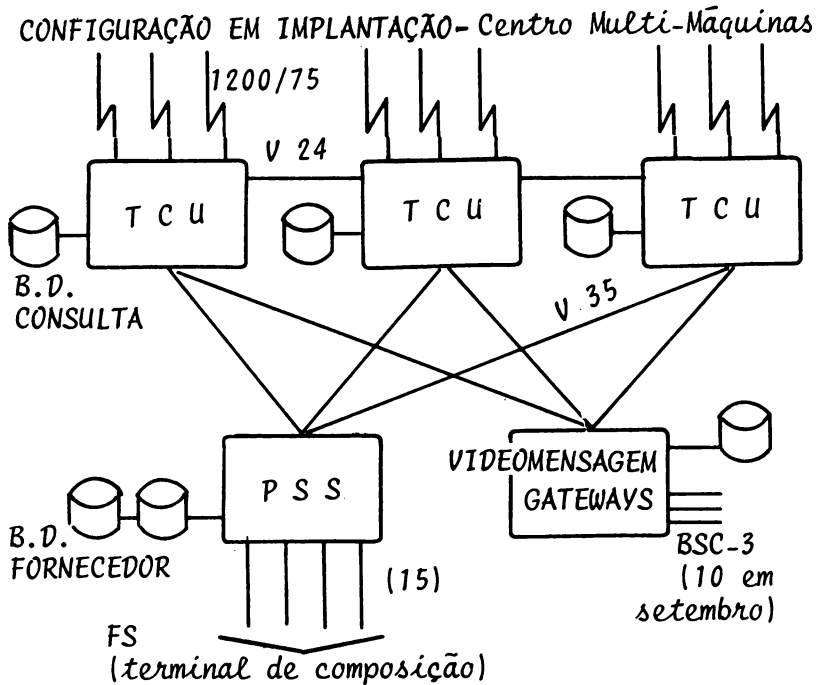 CONFIGURAÇÃO EM IMPLANTAÇÃO- Centro Multi-Máquinas
1200/75
V 24
T C U
T C U
T C U
B.D.
CONSULTA
V 35
P S S
VIDEOMENSAGEM
GATEWAYS
B.D.
FORNECEDOR
(15)
BSC-3
(10 em
setembro)
FS
(terminal de composição)